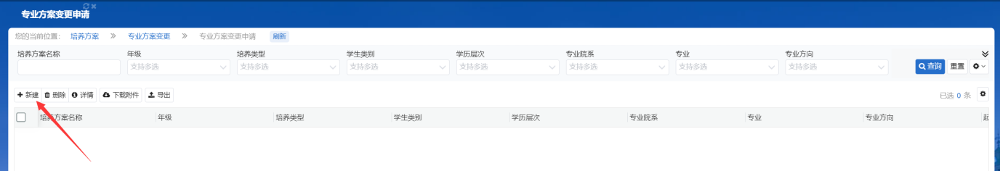 专业方案变更申请
您的当前位置: 培养方案 专业方案变更 专业方案变更申请 刷新
培养方案名称 年级 培养类型 学生类别 学历层次 专业院系 专业 专业方向
支持多选 支持多选 支持多选 支持多选 支持多选 支持多选 支持多选 查询 重置
新建 删除 详情 下载附件 导出 已选 0 条
培养方案名称 年级 培养类型 学生类别 学历层次 专业院系 专业 专业方向 起